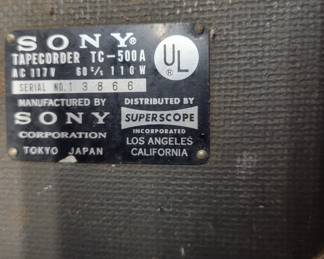 SONY®
TAPECORDER TC-500A
AC 117V 60 c/s 110W
SERIAL NO. 13866
UL®
MANUFACTURED BY
SONY
CORPORATION
TOKYO JAPAN
DISTRIBUTED BY
SUPERSCOPE
INCORPORATED
LOS ANGELES
CALIFORNIA